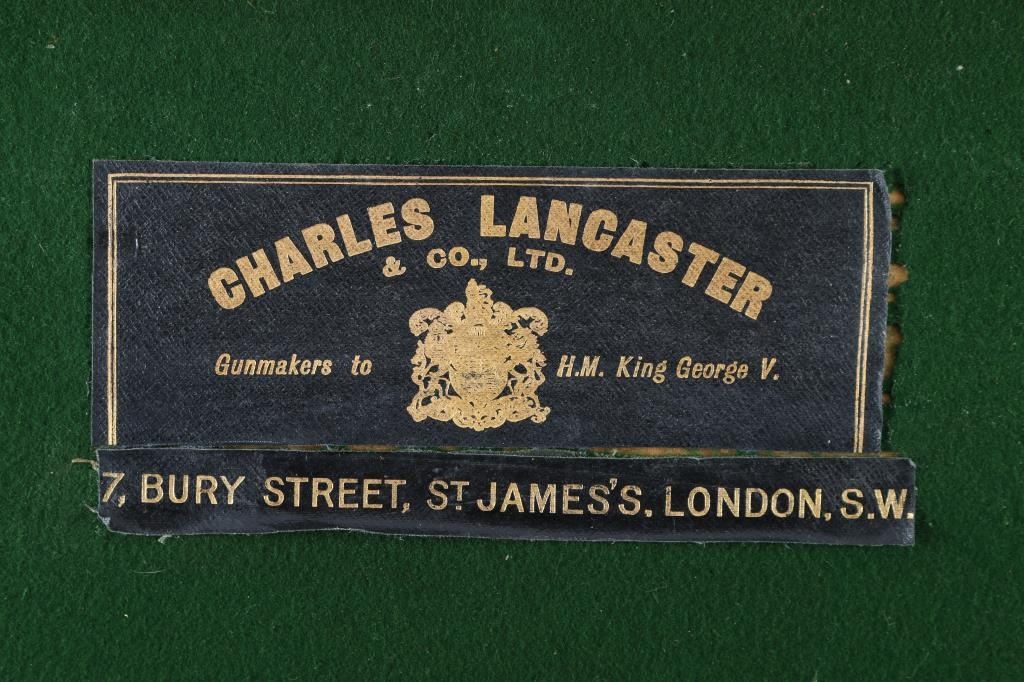 CHARLES LANCASTER
& CO., LTD.
Gunmakers to H.M. King George V.
7, BURY STREET, ST. JAMES'S, LONDON, S.W.